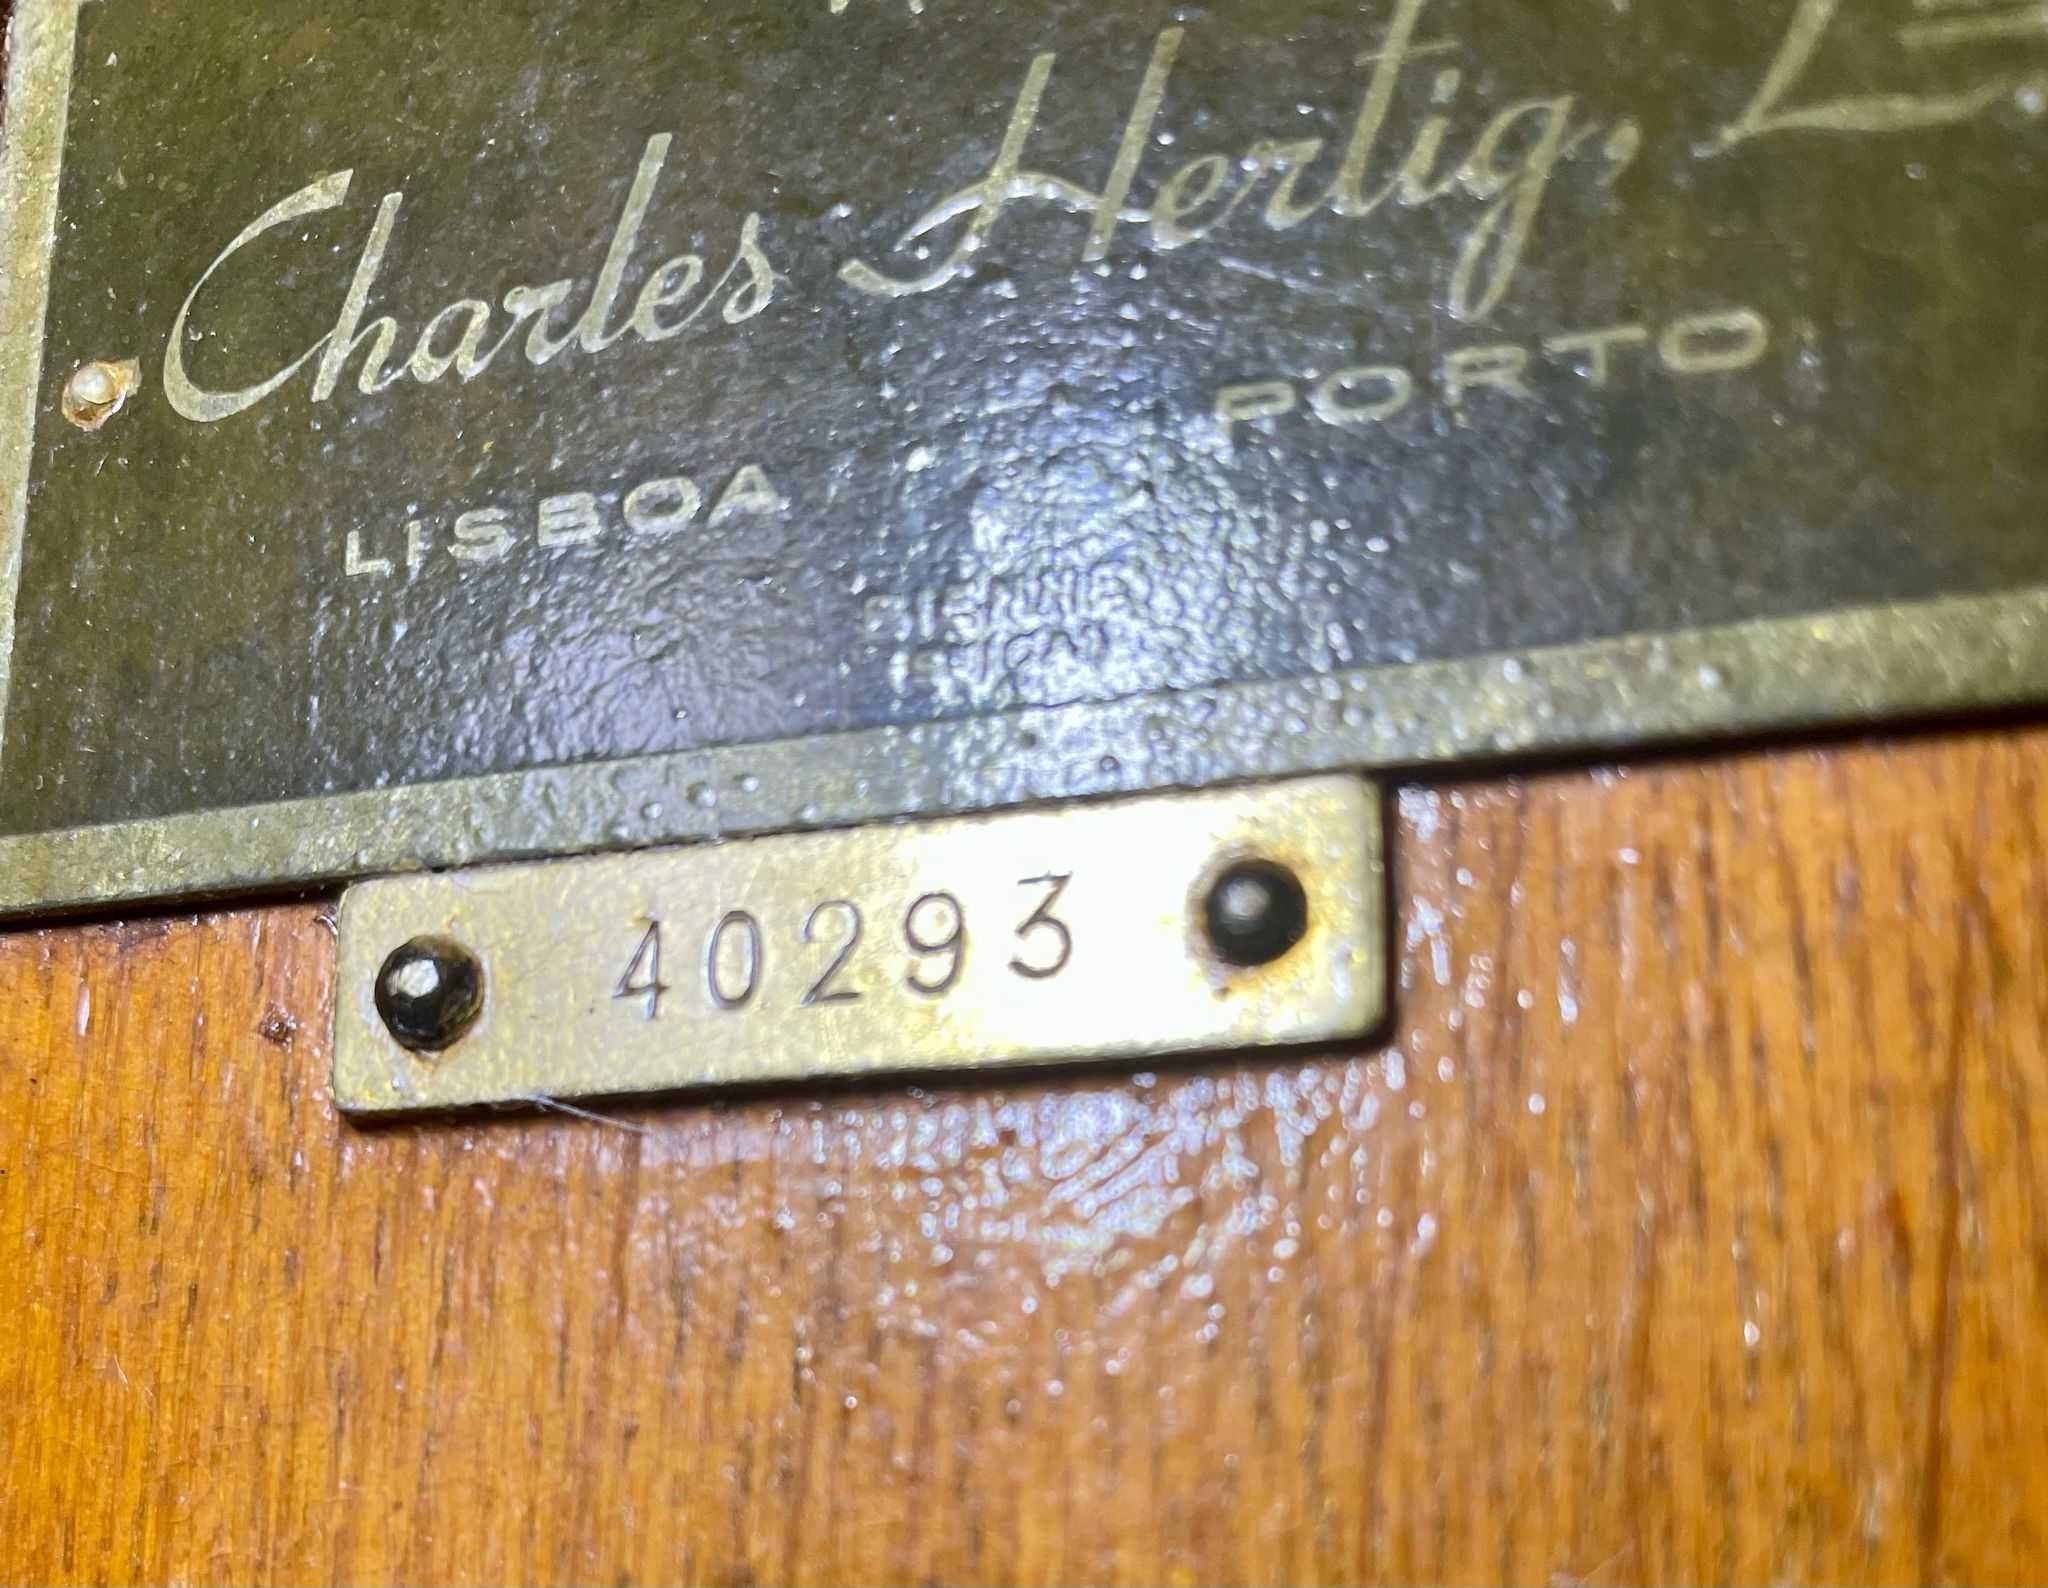 Charles Hertig, L
LISBOA PORTO
40293